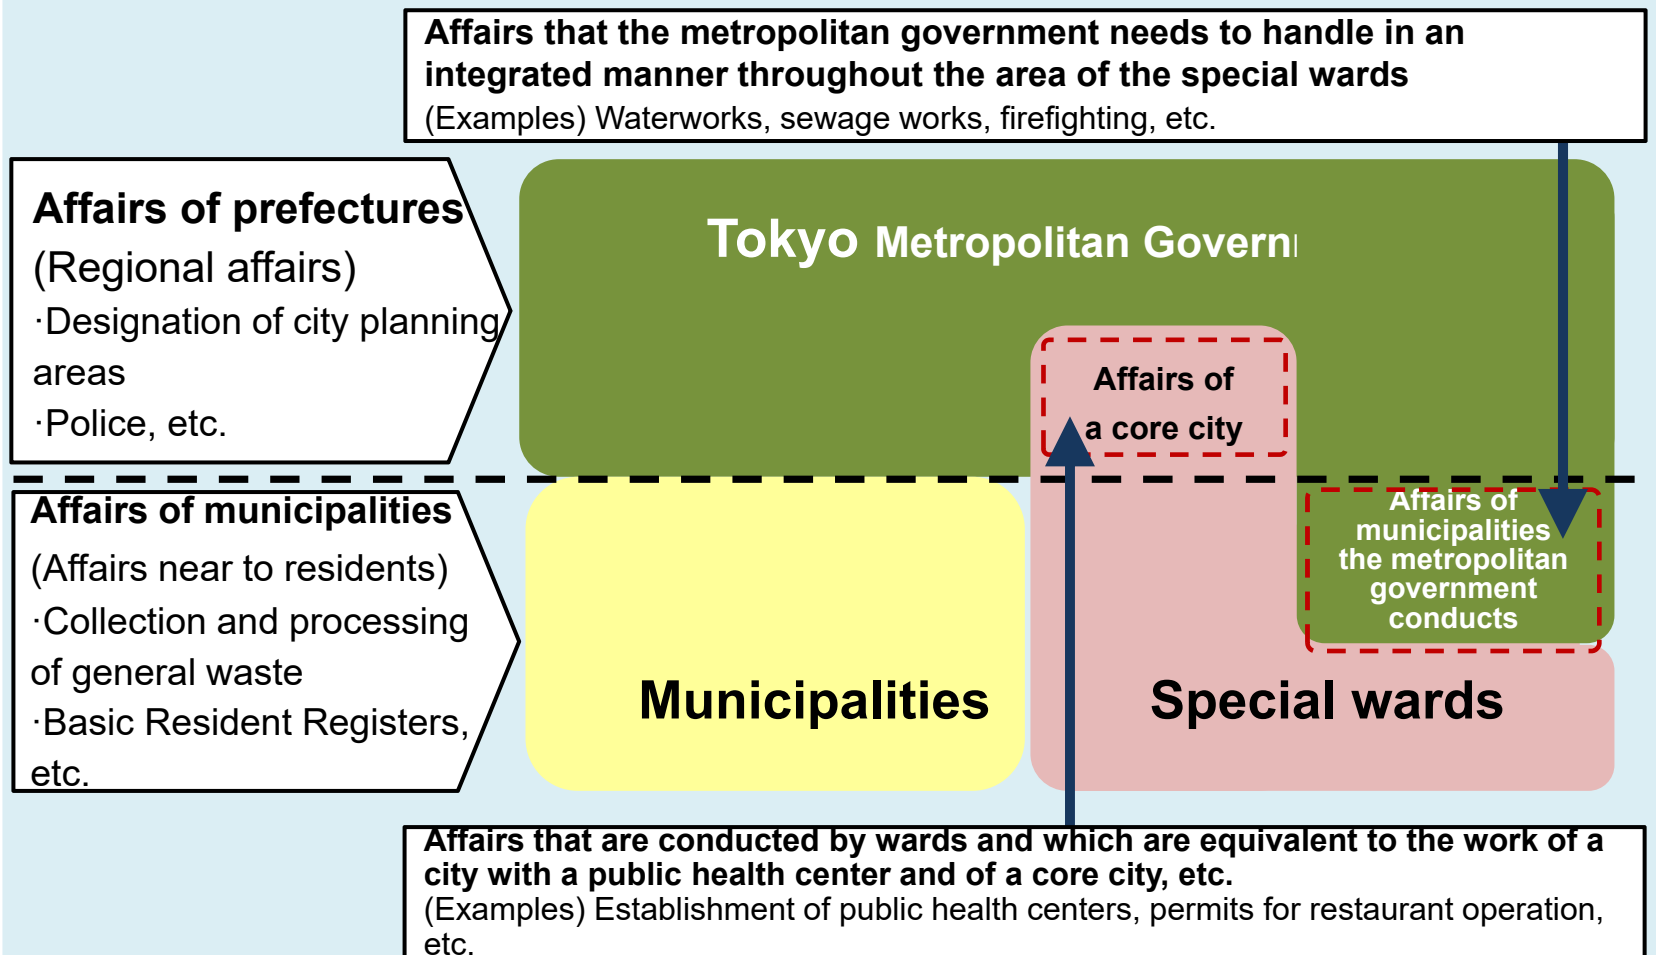 Affairs that the metropolitan government needs to handle in an
integrated manner throughout the area of the special wards
(Examples) Waterworks, sewage works, firefighting, etc.
Affairs of prefectures
(Regional affairs)
·Designation of city planning
areas
·Police, etc.
Tokyo Metropolitan Govern
Affairs of
a core city
Affairs of municipalities
(Affairs near to residents)
·Collection and processing
of general waste
·Basic Resident Registers,
etc.
Affairs of
municipalities
the metropolitan
government
conducts
Municipalities
Special wards
Affairs that are conducted by wards and which are equivalent to the work of a
city with a public health center and of a core city, etc.
(Examples) Establishment of public health centers, permits for restaurant operation,
etc.